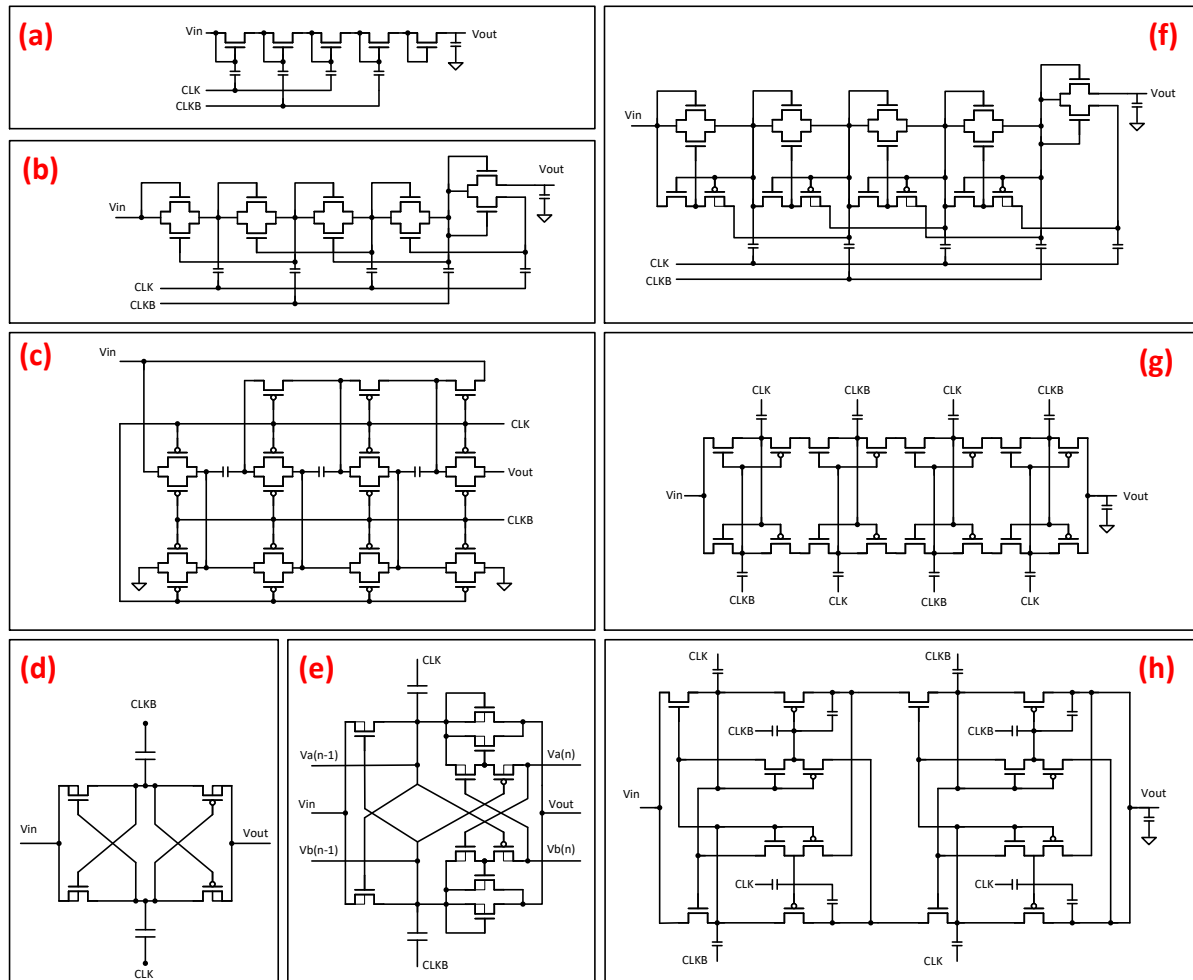 (a)
Vin
Vout
CLK
CLKB
(b)
Vin
Vout
CLK
CLKB
(c)
Vin
CLK
Vout
CLKB
(d)
CLKB
Vin
Vout
CLK
(e)
CLK
Va(n-1)
Va(n)
Vin
Vout
Vb(n-1)
Vb(n)
CLKB
(f)
Vin
Vout
CLK
CLKB
(g)
CLK
CLKB
CLK
CLKB
Vin
Vout
CLKB
CLK
CLKB
CLK
(h)
CLK
CLKB
CLKB
CLK
Vin
Vout
CLK
CLKB
CLKB
CLK